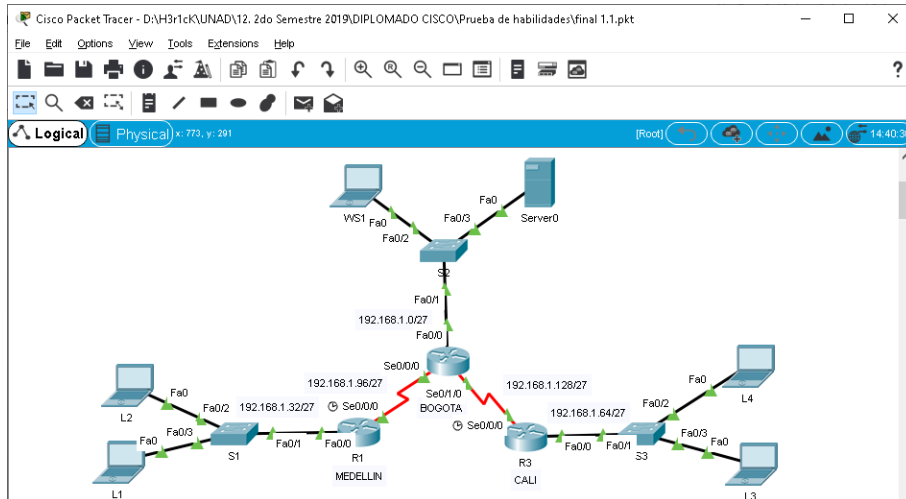 Cisco Packet Tracer - D:\H3r1cK\UNAD\12. 2do Semestre 2019\DIPLOMADO CISCO\Prueba de habilidades\final 1.1.pkt
File Edit Options View Tools Extensions Help
Logical Physical x: 773, y: 291 [Root] 14:40:30
WS1
Fa0
Fa0/2
Fa0/3
Fa0
Server0
S2
Fa0/1
192.168.1.0/27
Fa0/0
Se0/0/0
192.168.1.96/27
Se0/1/0
BOGOTA
192.168.1.128/27
Se0/0/0
Se0/0/0
L2
Fa0
Fa0/2
192.168.1.32/27
Fa0/3
Fa0
L1
S1
Fa0/1
Fa0/0
R1
MEDELLIN
R3
CALI
Fa0/0
192.168.1.64/27
Fa0/1
S3
Fa0/2
Fa0
L4
Fa0/3
Fa0
L3